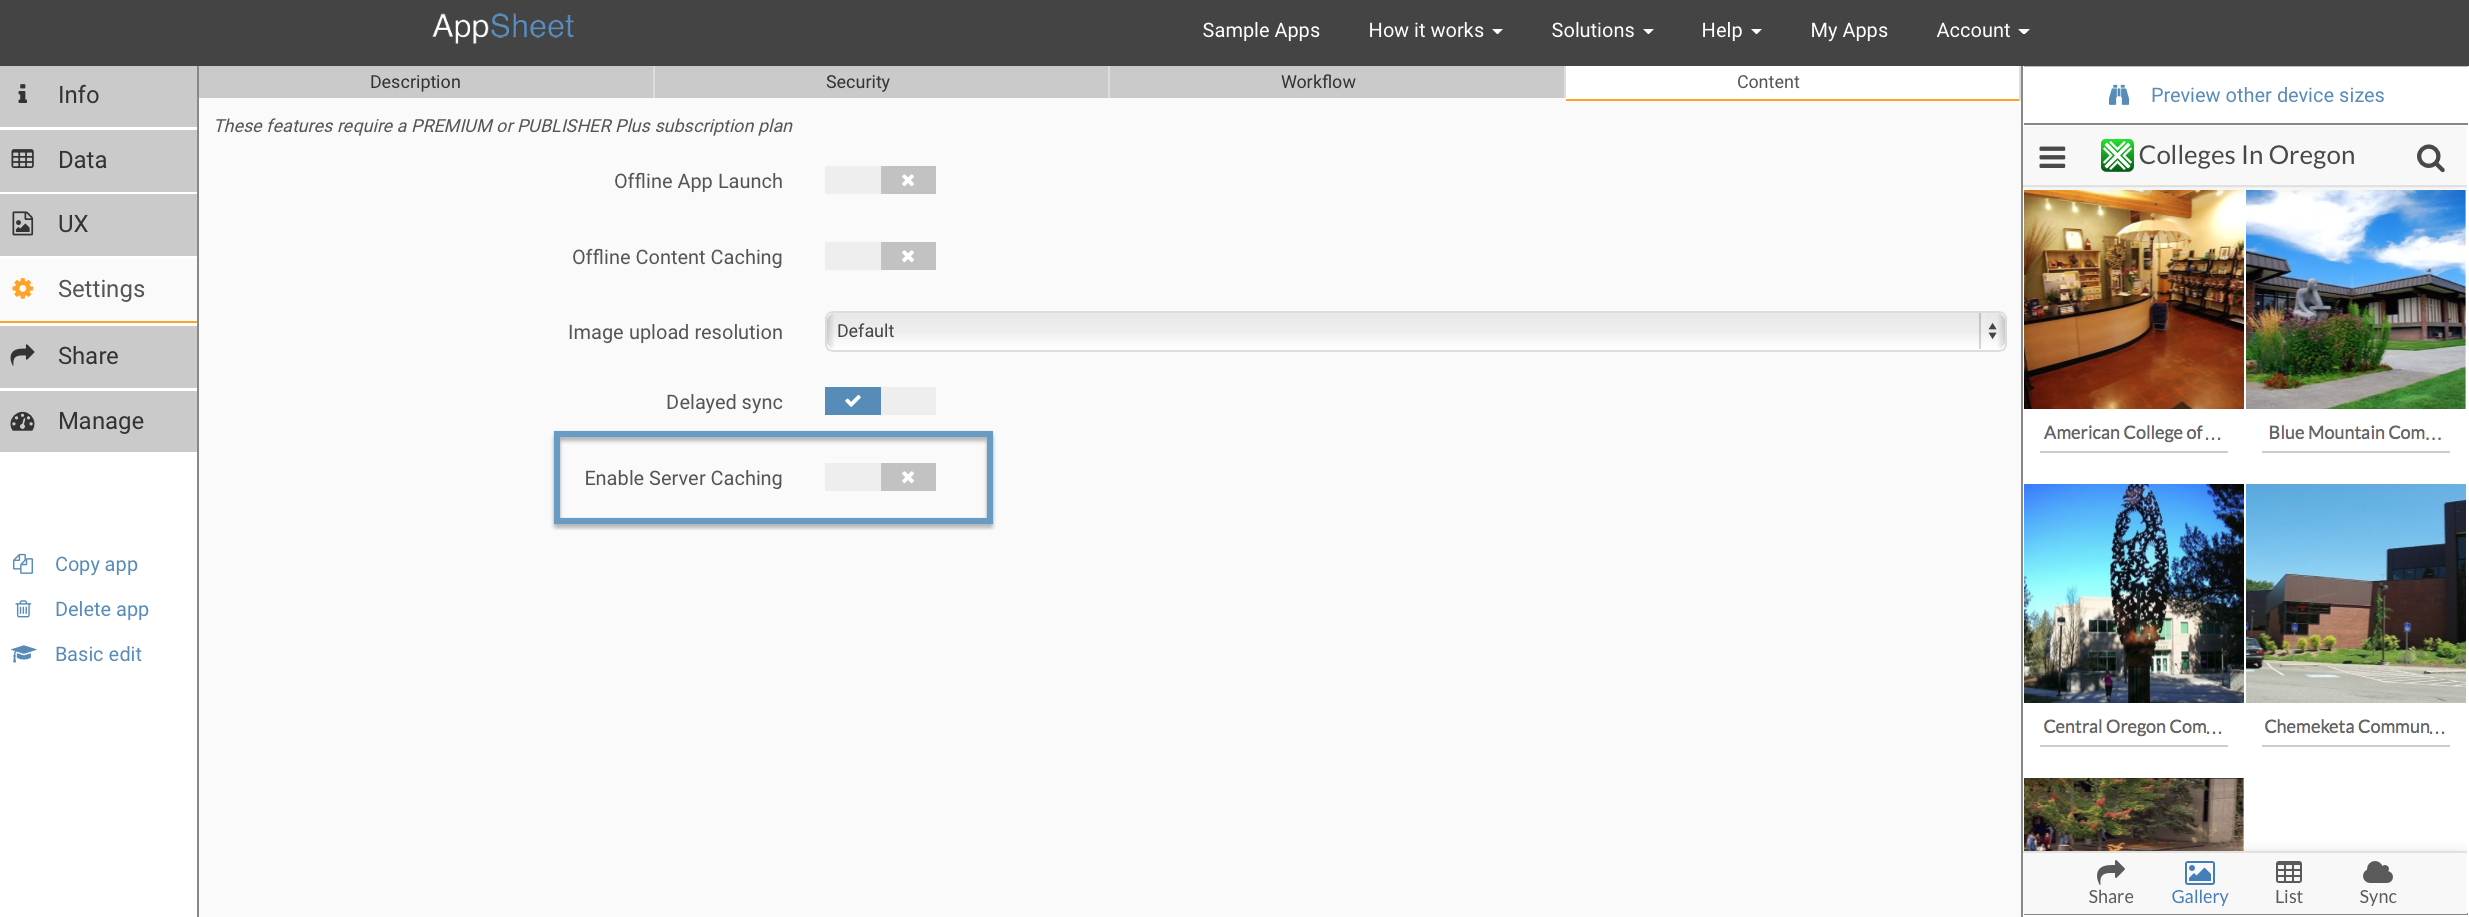 AppSheet
Sample Apps How it works Solutions Help My Apps Account
Info
Data
UX
Settings
Share
Manage
Copy app
Delete app
Basic edit
Description Security Workflow Content
These features require a PREMIUM or PUBLISHER Plus subscription plan
Offline App Launch
Offline Content Caching
Image upload resolution Default
Delayed sync
Enable Server Caching
Preview other device sizes
Colleges In Oregon
American College of... Blue Mountain Com...
Central Oregon Com... Chemeketa Commun...
Share Gallery List Sync